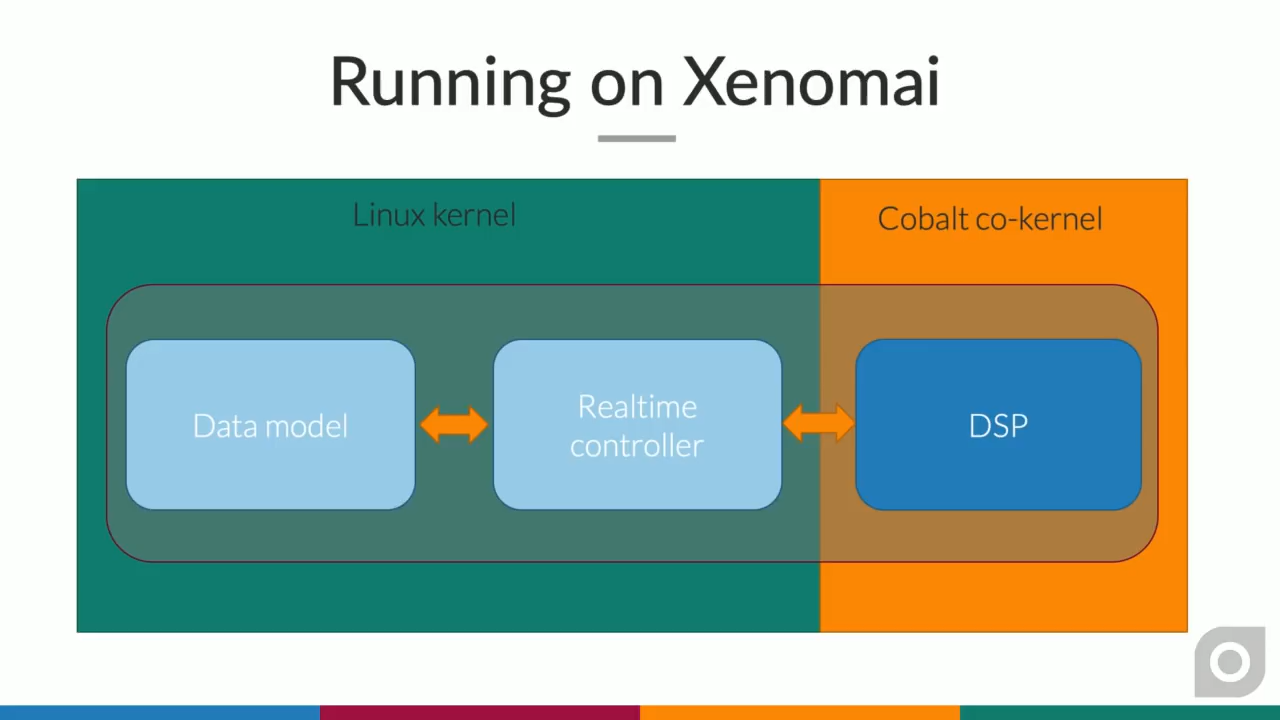 Running on Xenomai
Linux kernel
Cobalt co-kernel
Data model
Realtime
controller
DSP